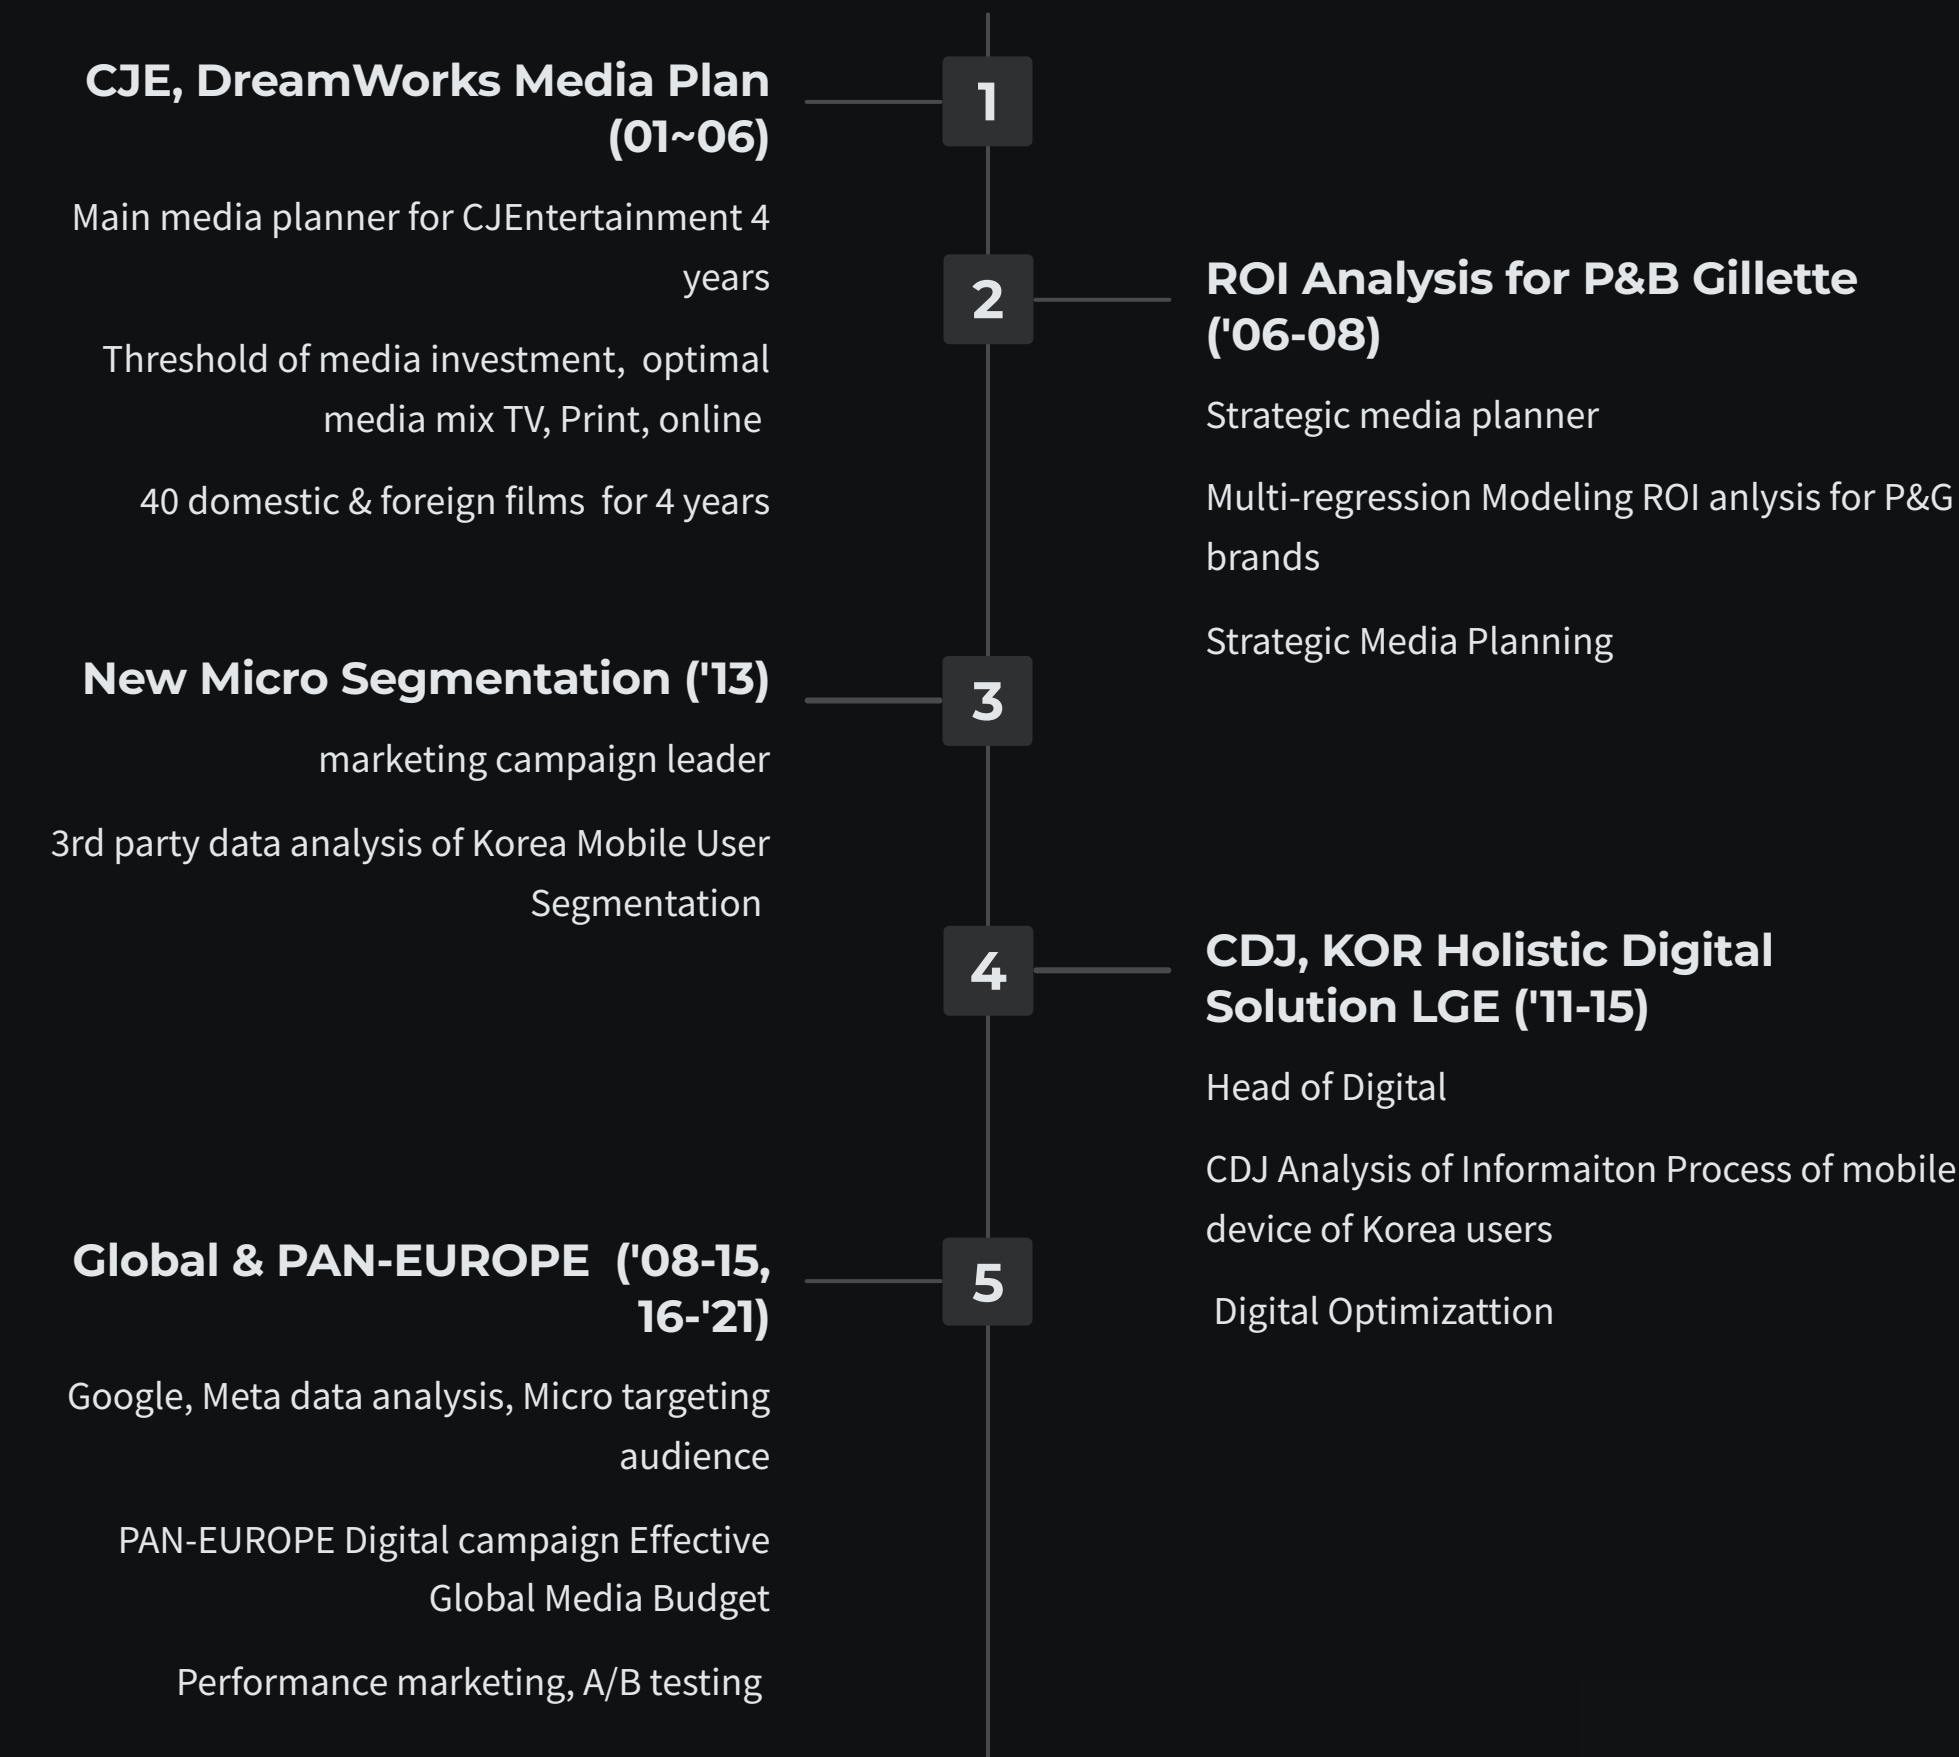 1
CJE, DreamWorks Media Plan
(01~06)
Main media planner for CJEntertainment 4
years
Threshold of media investment,  optimal
media mix TV, Print, online
40 domestic & foreign films  for 4 years
2
ROI Analysis for P&B Gillette
('06-08)
Strategic media planner
Multi-regression Modeling ROI anlysis for P&G
brands
Strategic Media Planning
3
New Micro Segmentation ('13)
marketing campaign leader
3rd party data analysis of Korea Mobile User
Segmentation
4
CDJ, KOR Holistic Digital
Solution LGE ('11-15)
Head of Digital
CDJ Analysis of Informaiton Process of mobile
device of Korea users
Digital Optimizattion
5
Global & PAN-EUROPE  ('08-15,
16-'21)
Google, Meta data analysis, Micro targeting
audience
PAN-EUROPE Digital campaign Effective
Global Media Budget
Performance marketing, A/B testing